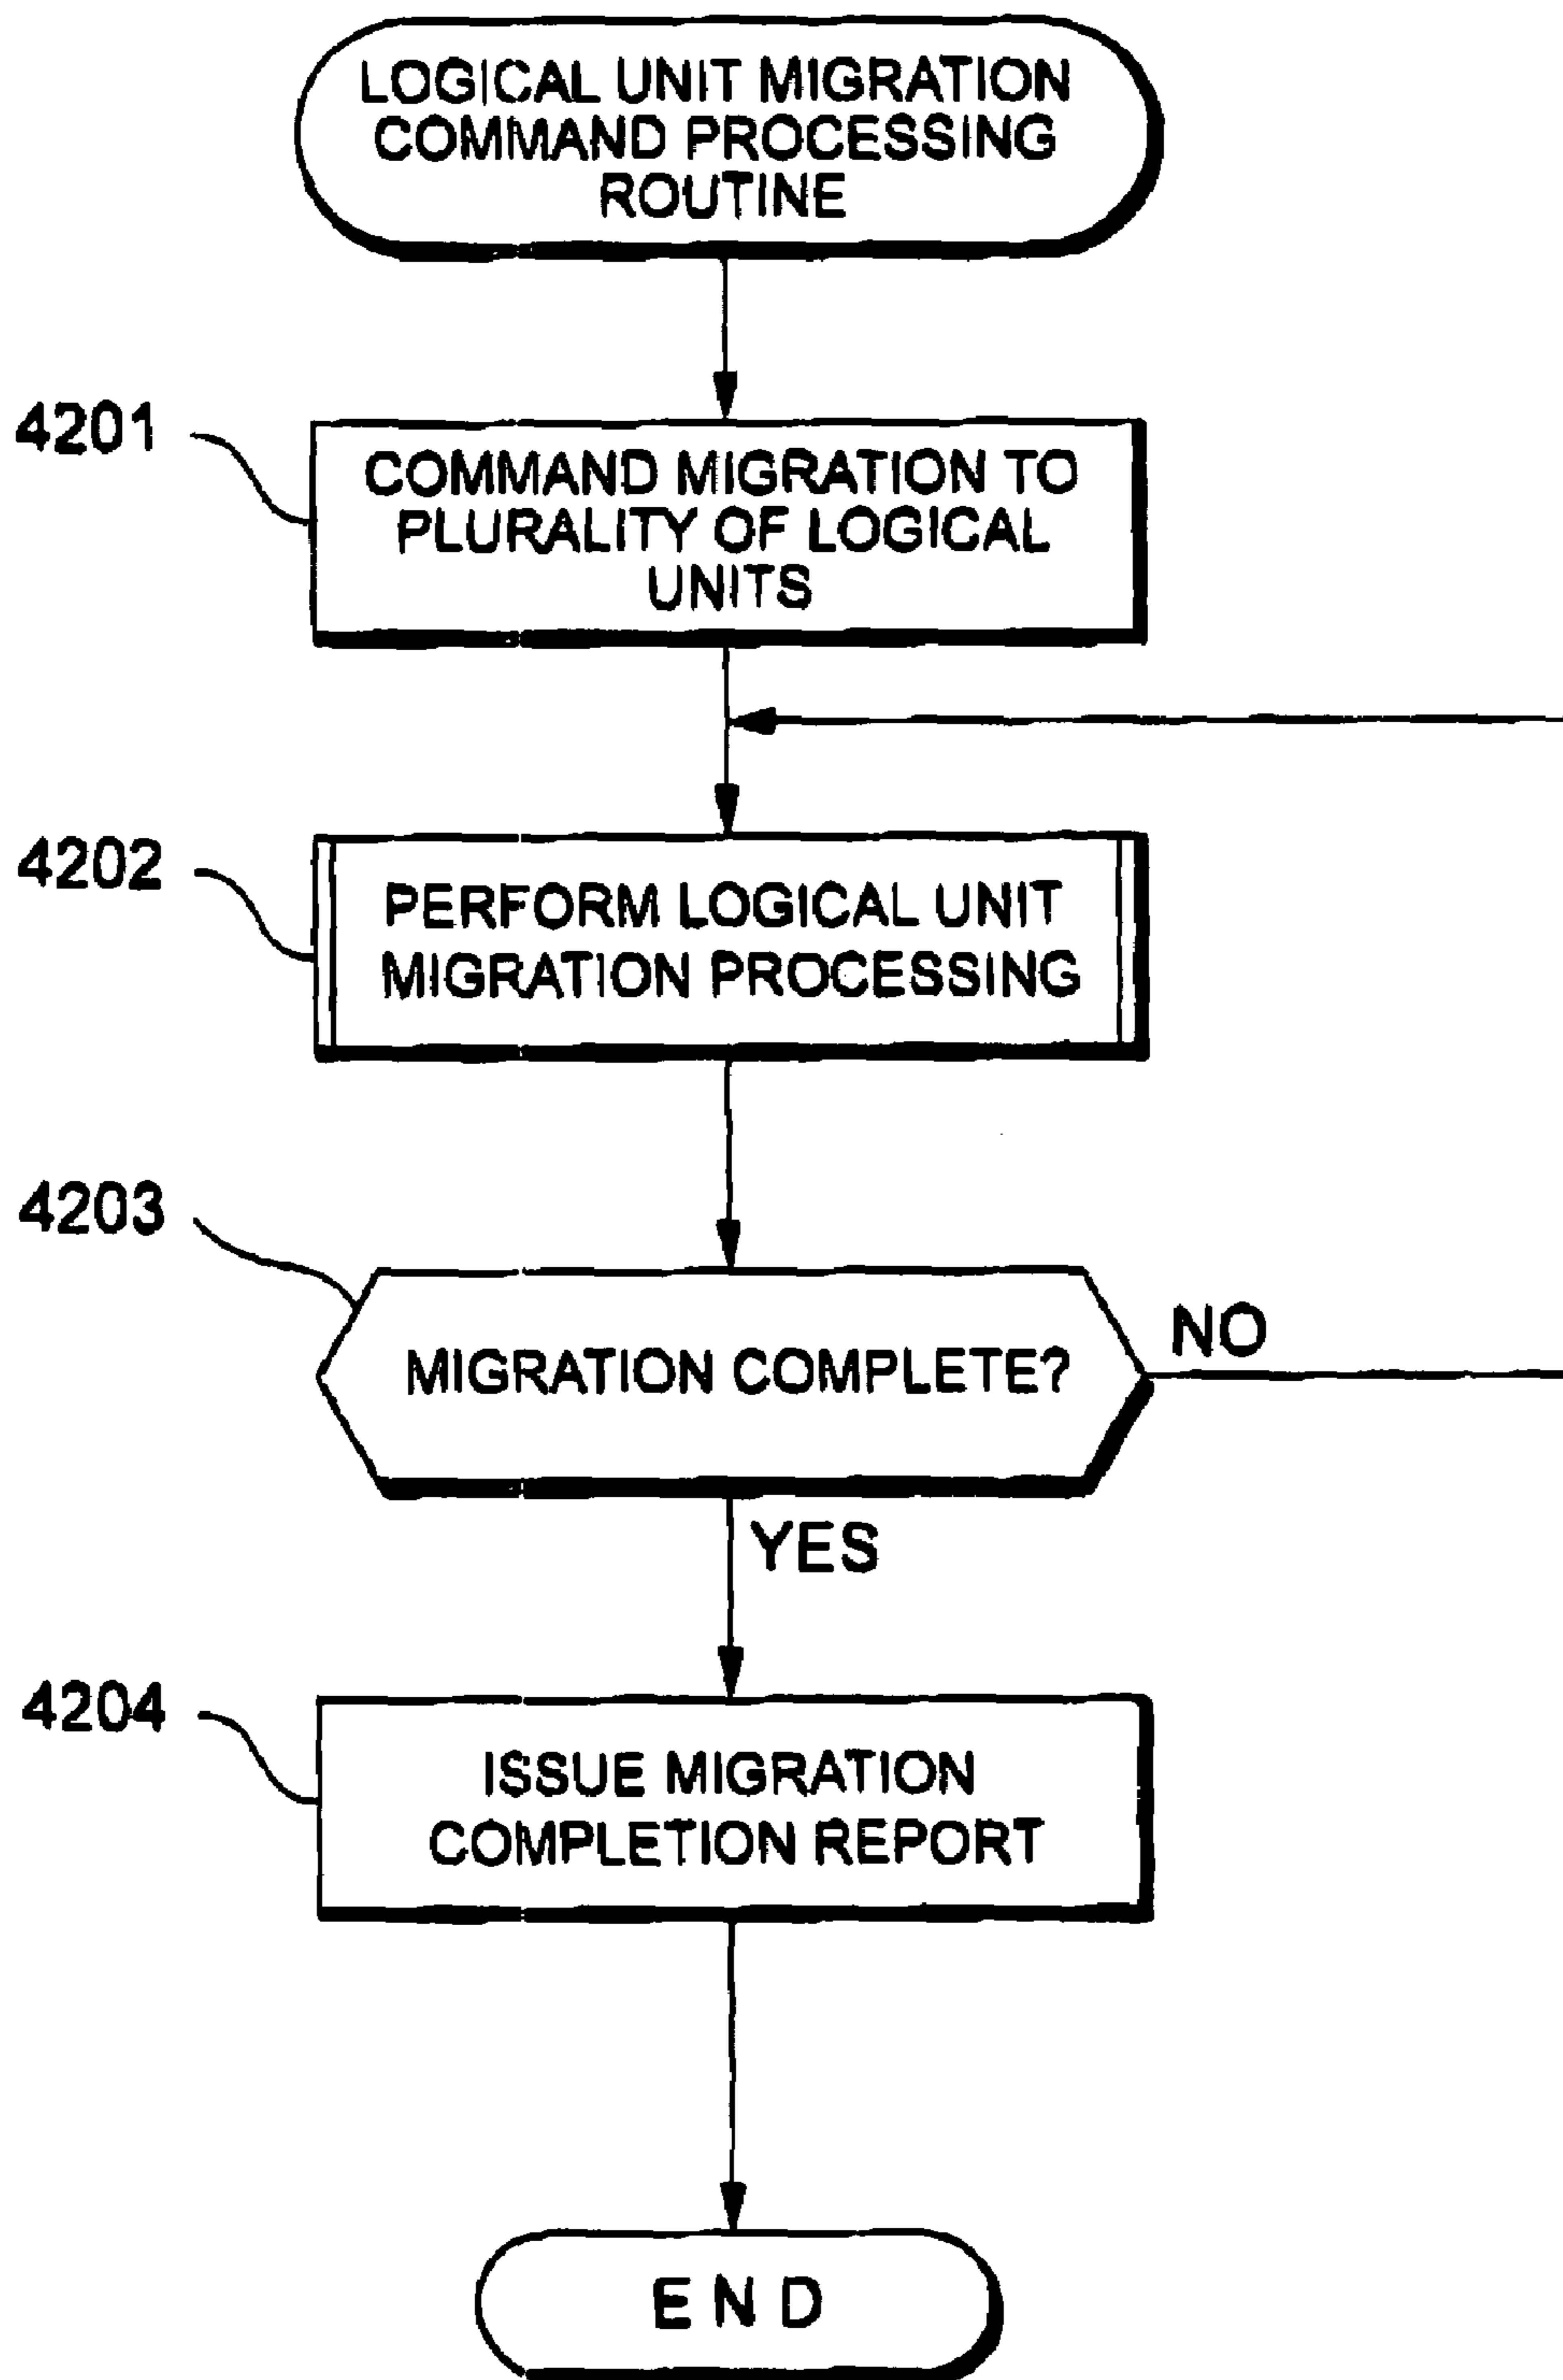 LOGICAL UNIT MIGRATION
COMMAND PROCESSING
ROUTINE
4201
COMMAND MIGRATION TO
PLURALITY OF LOGICAL
UNITS
4202
PERFORM LOGICAL UNIT
MIGRATION PROCESSING
4203
MIGRATION COMPLETE?
NO
YES
4204
ISSUE MIGRATION
COMPLETION REPORT
END